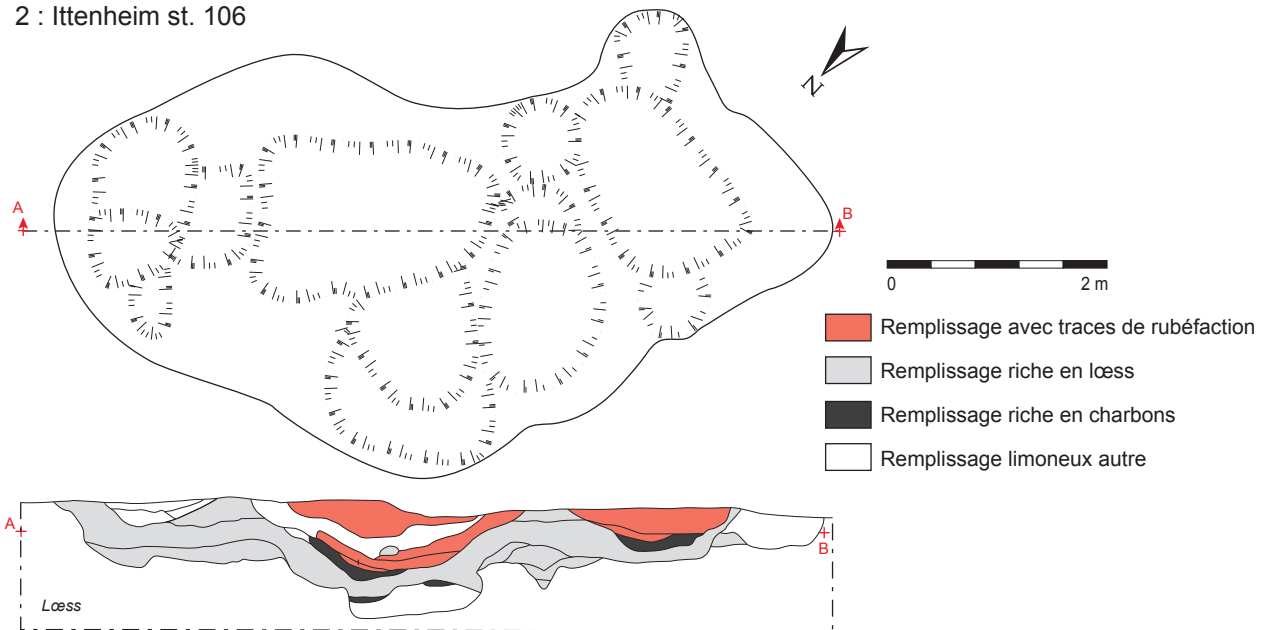 2 : Ittenheim st. 106
N
A
B
0 2 m
Remplissage avec traces de rubéfaction
Remplissage riche en lœss
Remplissage riche en charbons
Remplissage limoneux autre
A
B
Lœss